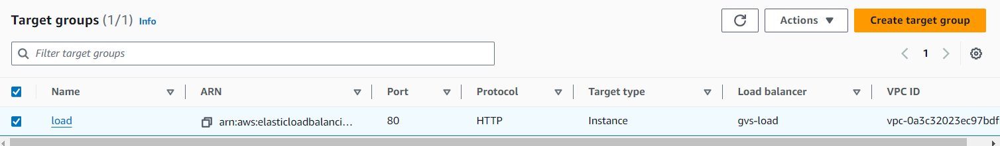 Target groups (1/1) Info
Actions
Create target group
Filter target groups
1
Name ARN Port Protocol Target type Load balancer VPC ID
load arn:aws:elasticloadbalanci... 80 HTTP Instance gvs-load vpc-0a3c32023ec97bdf